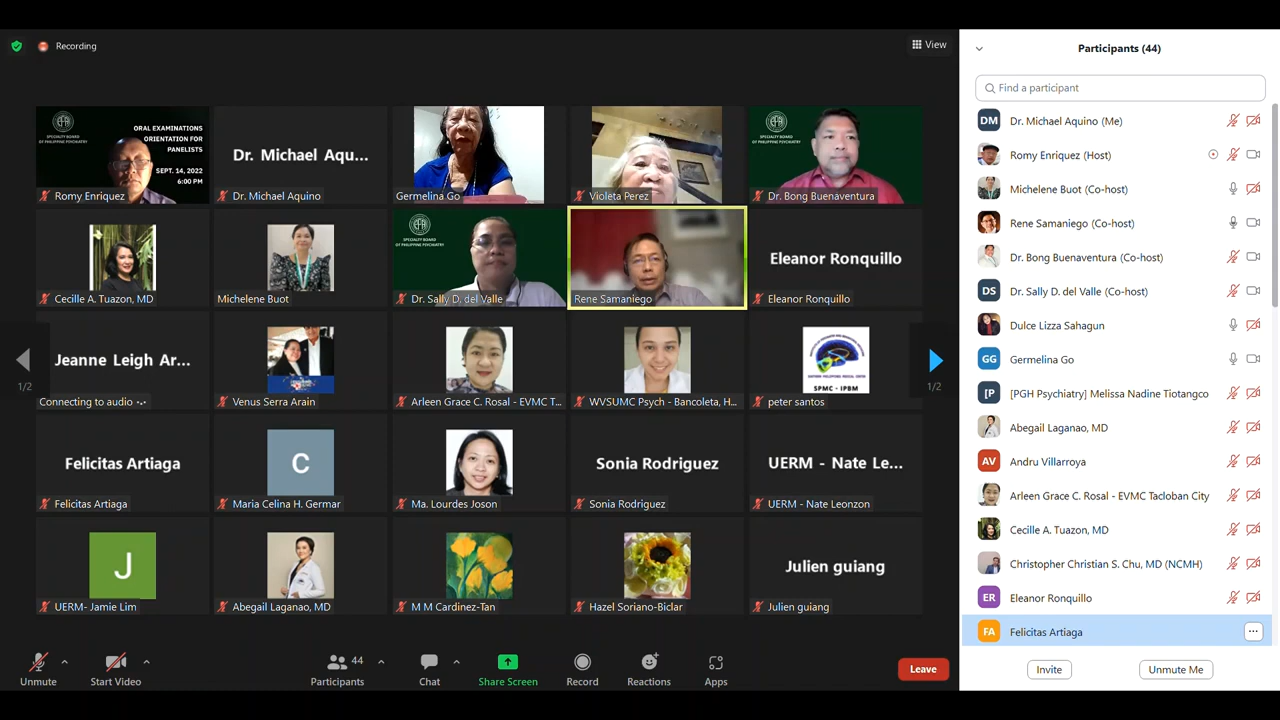 Recording
View
SPECIALTY BOARD
OF PHILIPPINE PSYCHIATRY
ORAL EXAMINATIONS
ORIENTATION FOR
PANELISTS
SEPT. 14, 2022
6:00 PM
Romy Enriquez
Dr. Michael Aqu...
Dr. Michael Aquino
Germelina Go
Violeta Perez
SPECIALTY BOARD
OF PHILIPPINE PSYCHIATRY
Dr. Bong Buenaventura
Cecille A. Tuazon, MD
Michelene Buot
SPECIALTY BOARD
OF PHILIPPINE PSYCHIATRY
Dr. Sally D. del Valle
Rene Samaniego
Eleanor Ronquillo
Eleanor Ronquillo
1/2
Jeanne Leigh Ar...
Connecting to audio
Venus Serra Arain
Arleen Grace C. Rosal - EVMC T...
WVSUMC Psych - Bancoleta, H...
SPMC - IPBM
peter santos
1/2
Felicitas Artiaga
Felicitas Artiaga
C
Maria Celina H. Germar
Ma. Lourdes Joson
Sonia Rodriguez
Sonia Rodriguez
UERM - Nate Le...
UERM - Nate Leonzon
J
UERM- Jamie Lim
Abegail Laganao, MD
M M Cardinez-Tan
Hazel Soriano-Biclar
Julien guiang
Julien guiang
Unmute
Start Video
44
Participants
Chat
Share Screen
Record
Reactions
Apps
Leave
Participants (44)
Find a participant
DM Dr. Michael Aquino (Me)
Romy Enriquez (Host)
Michelene Buot (Co-host)
Rene Samaniego (Co-host)
Dr. Bong Buenaventura (Co-host)
DS Dr. Sally D. del Valle (Co-host)
Dulce Lizza Sahagun
GG Germelina Go
[P [PGH Psychiatry] Melissa Nadine Tiotangco
Abegail Laganao, MD
AV Andru Villarroya
Arleen Grace C. Rosal - EVMC Tacloban City
Cecille A. Tuazon, MD
Christopher Christian S. Chu, MD (NCMH)
ER Eleanor Ronquillo
FA Felicitas Artiaga
Invite
Unmute Me